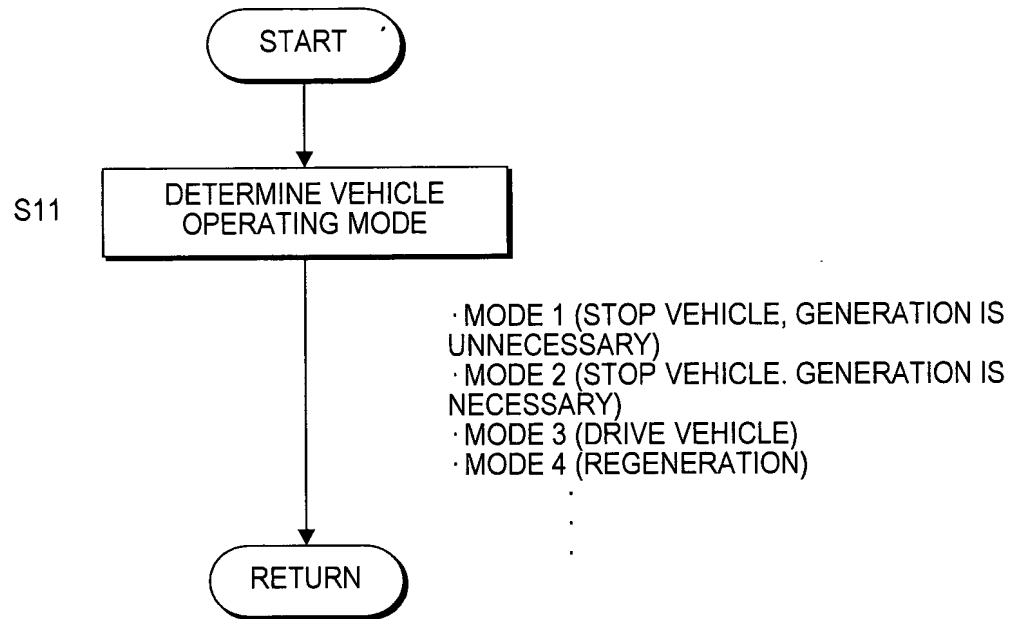 START
S11
DETERMINE VEHICLE
OPERATING MODE
· MODE 1 (STOP VEHICLE, GENERATION IS
UNNECESSARY)
· MODE 2 (STOP VEHICLE. GENERATION IS
NECESSARY)
· MODE 3 (DRIVE VEHICLE)
· MODE 4 (REGENERATION)
.
.
.
RETURN